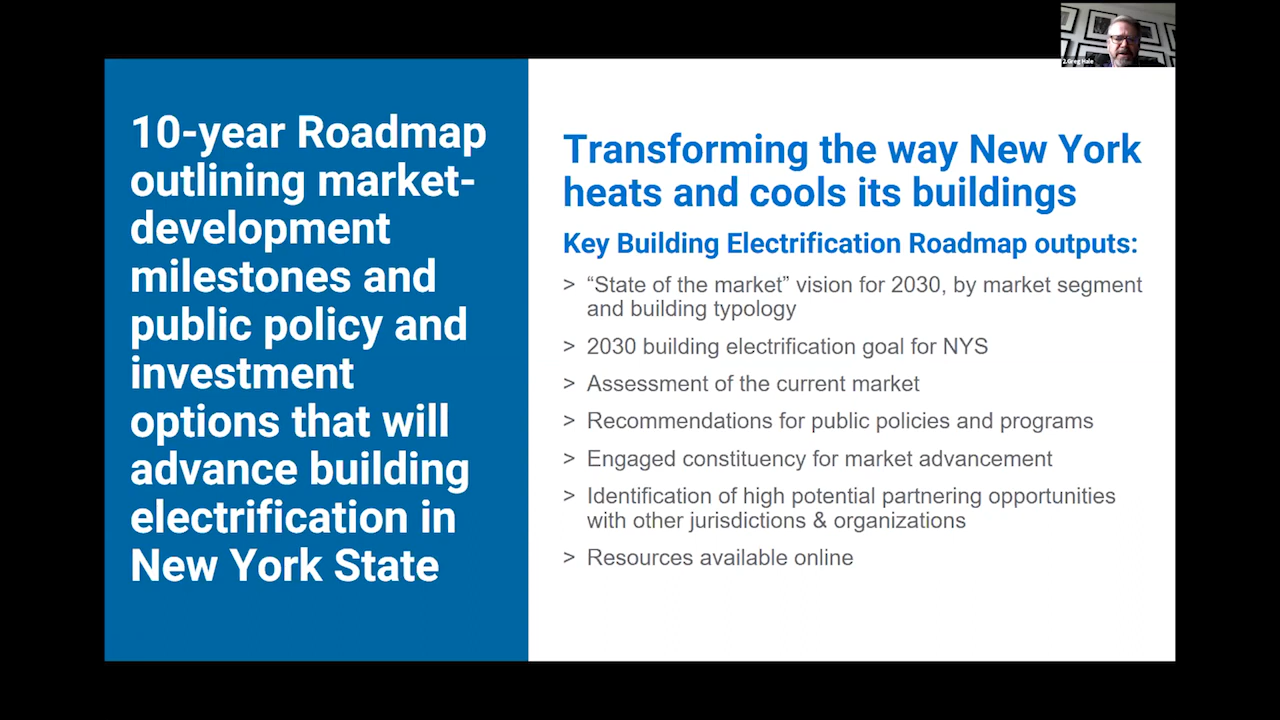 2.Greg Hale
10-year Roadmap
outlining market-
development
milestones and
public policy and
investment
options that will
advance building
electrification in
New York State
Transforming the way New York
heats and cools its buildings
Key Building Electrification Roadmap outputs:
> “State of the market” vision for 2030, by market segment
and building typology
> 2030 building electrification goal for NYS
> Assessment of the current market
> Recommendations for public policies and programs
> Engaged constituency for market advancement
> Identification of high potential partnering opportunities
with other jurisdictions & organizations
> Resources available online